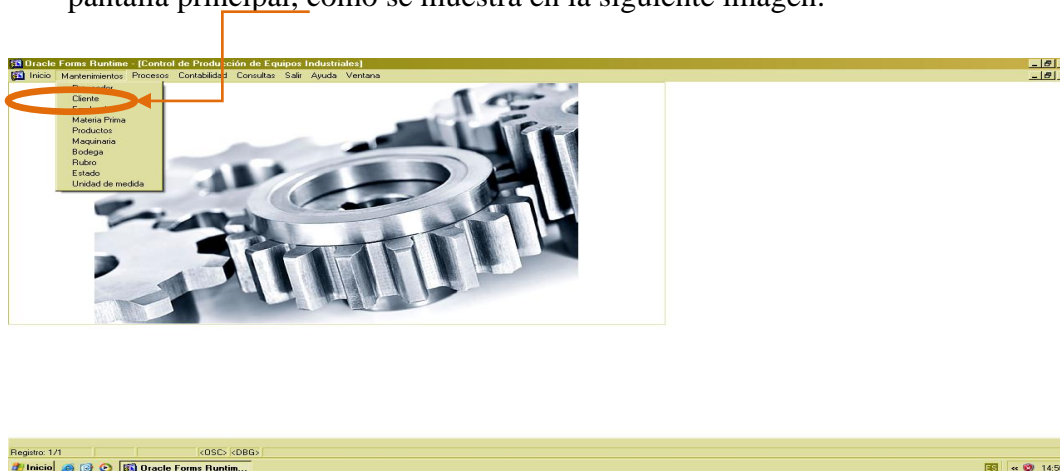 pantalla principal, como se muestra en la siguiente imagen:
Oracle Forms Runtime - [Control de Producción de Equipos Industriales]
Inicio Mantenimientos Procesos Contabilidad Consultas Salir Ayuda Ventana
Cliente
Materia Prima
Productos
Maquinaria
Bodega
Rubro
Estado
Unidad de medida
Registro: 1/1 <OSC> <DBG>
Inicio Oracle Forms Runtim... ES «